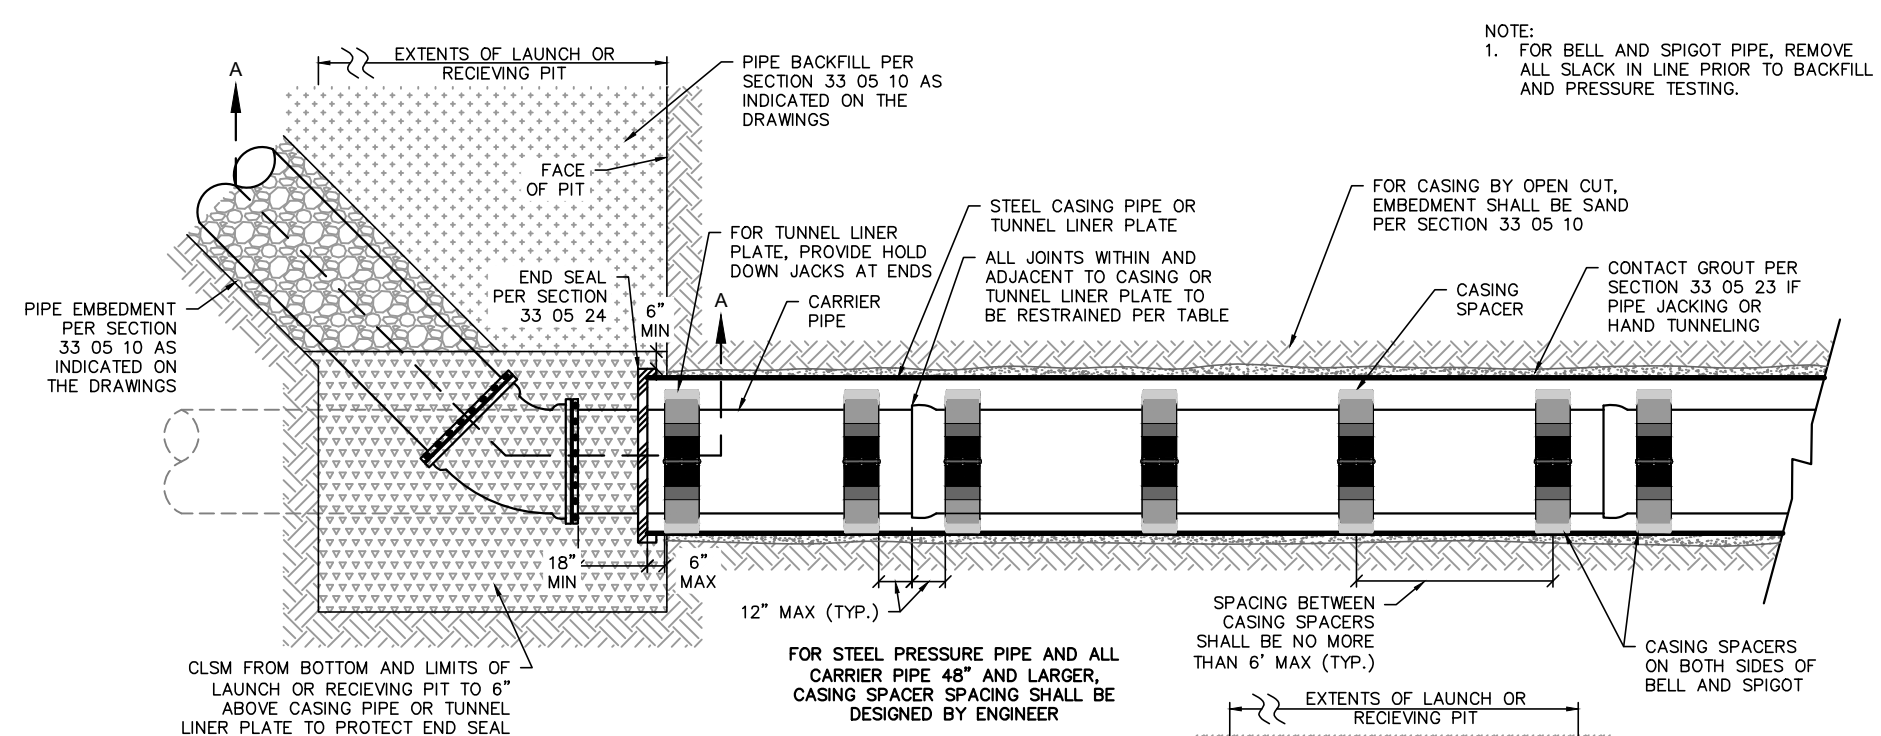 NOTE:
1. FOR BELL AND SPIGOT PIPE, REMOVE
ALL SLACK IN LINE PRIOR TO BACKFILL
AND PRESSURE TESTING.
EXTENTS OF LAUNCH OR
RECIEVING PIT
A
PIPE BACKFILL PER
SECTION 33 05 10 AS
INDICATED ON THE
DRAWINGS
FACE
OF PIT
FOR TUNNEL LINER
PLATE, PROVIDE HOLD
DOWN JACKS AT ENDS
STEEL CASING PIPE OR
TUNNEL LINER PLATE
ALL JOINTS WITHIN AND
ADJACENT TO CASING OR
TUNNEL LINER PLATE TO
BE RESTRAINED PER TABLE
FOR CASING BY OPEN CUT,
EMBEDMENT SHALL BE SAND
PER SECTION 33 05 10
CONTACT GROUT PER
SECTION 33 05 23 IF
PIPE JACKING OR
HAND TUNNELING
CASING
SPACER
END SEAL
PER SECTION
33 05 24
6"
MIN
A
CARRIER
PIPE
PIPE EMBEDMENT
PER SECTION
33 05 10 AS
INDICATED ON
THE DRAWINGS
18"
MIN
6"
MAX
12" MAX (TYP.)
SPACING BETWEEN
CASING SPACERS
SHALL BE NO MORE
THAN 6' MAX (TYP.)
CASING SPACERS
ON BOTH SIDES OF
BELL AND SPIGOT
CLSM FROM BOTTOM AND LIMITS OF
LAUNCH OR RECIEVING PIT TO 6"
ABOVE CASING PIPE OR TUNNEL
LINER PLATE TO PROTECT END SEAL
FOR STEEL PRESSURE PIPE AND ALL
CARRIER PIPE 48" AND LARGER,
CASING SPACER SPACING SHALL BE
DESIGNED BY ENGINEER
EXTENTS OF LAUNCH OR
RECIEVING PIT